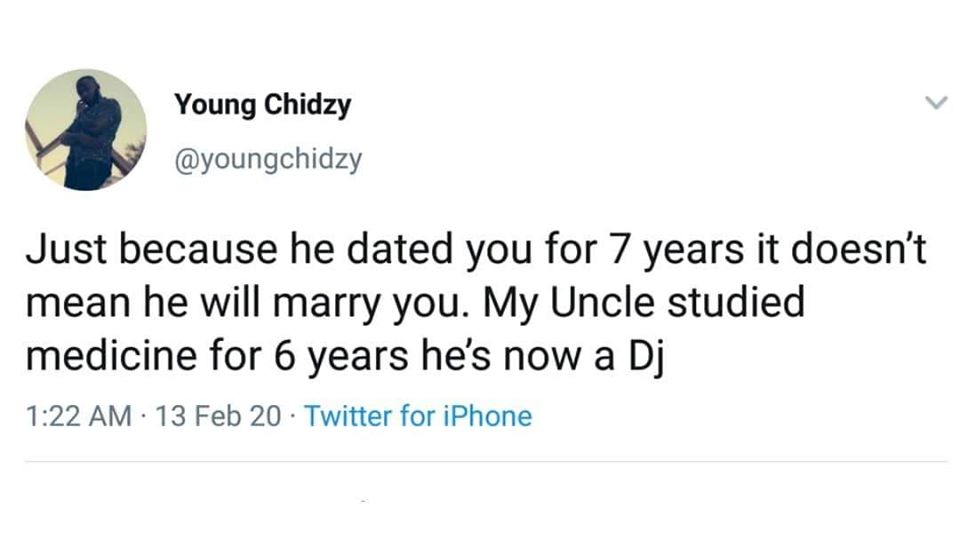 Young Chidzy
@youngchidzy
Just because he dated you for 7 years it doesn’t
mean he will marry you. My Uncle studied
medicine for 6 years he’s now a Dj
1:22 AM · 13 Feb 20 · Twitter for iPhone